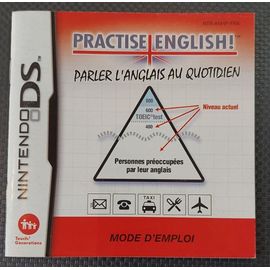 PRACTISE ENGLISH!
PARLER L'ANGLAIS AU QUOTIDIEN
NINTENDO DS
600
Niveau actuel
TOEIC® test
400
Personnes préoccupées
par leur anglais
TAXI
Touch!
Generations
MODE D'EMPLOI